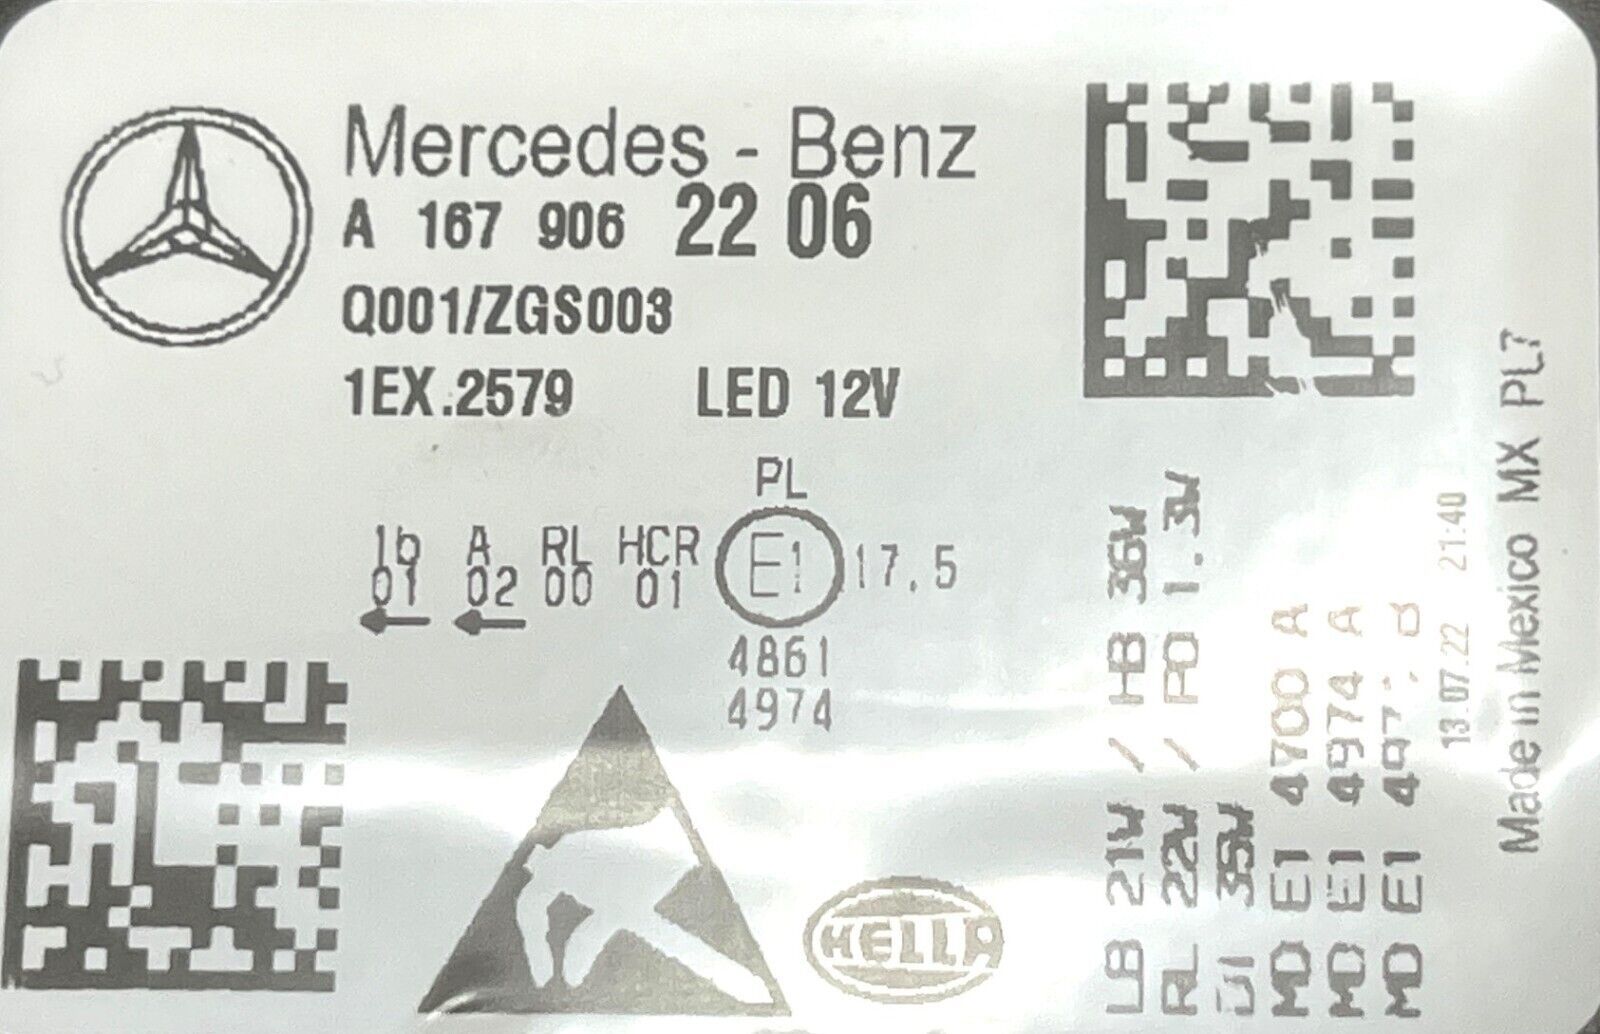 Mercedes - Benz
A 167 906 22 06
Q001/ZGS003
1EX.2579 LED 12V
PL
1b A RL HCR E1 17.5
01 02 00 01
4861
4974
HELLA
LB 21W / HB 36W
RL 22W / PO 1.3W
DI 35W
MD E1 4700 A
MD E1 4974 A
MD E1
13.07.22 21:40
Made in Mexico MX PL7